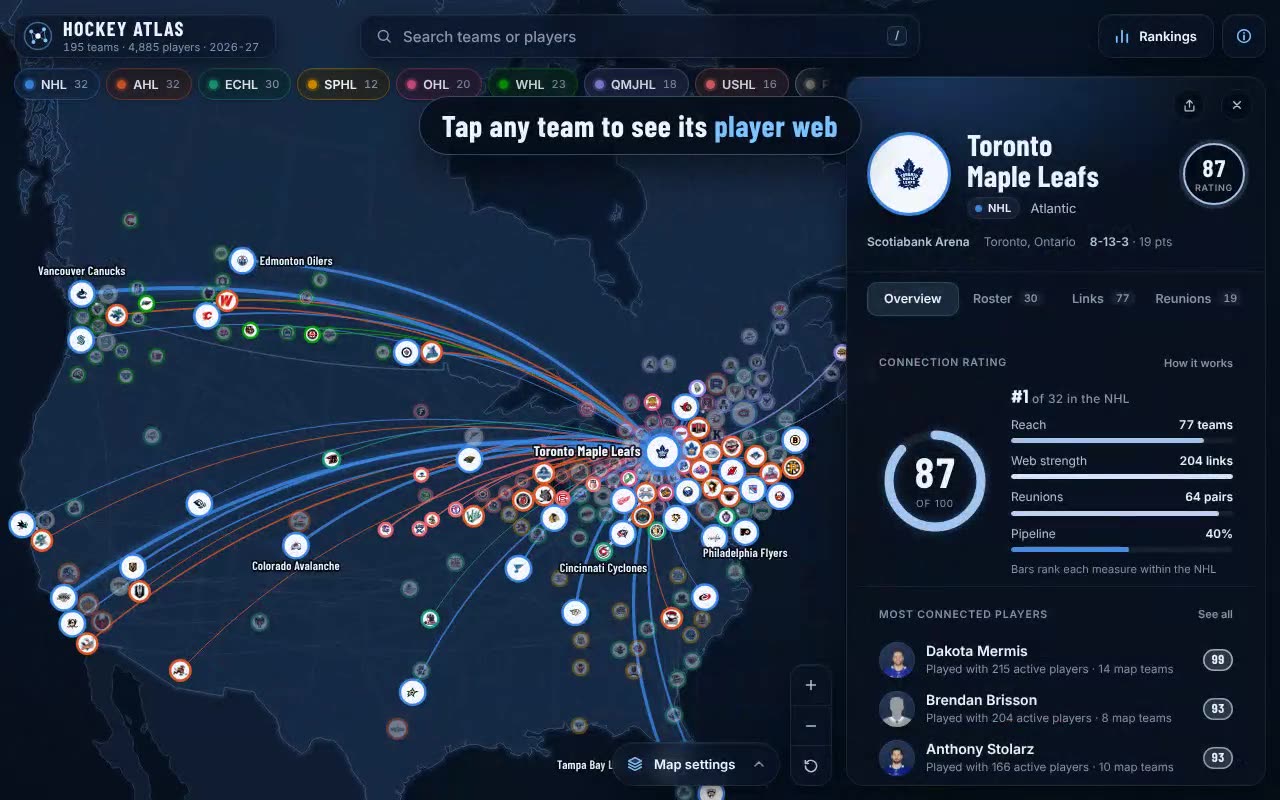 HOCKEY ATLAS
195 teams · 4,885 players · 2026-27
Search teams or players
/
Rankings
NHL 32
AHL 32
ECHL 30
SPHL 12
OHL 20
WHL 23
QMJHL 18
USHL 16
Tap any team to see its player web
Toronto
Maple Leafs
87
RATING
NHL
Atlantic
Scotiabank Arena
Toronto, Ontario
8-13-3 · 19 pts
Overview
Roster 30
Links 77
Reunions 19
CONNECTION RATING
How it works
#1 of 32 in the NHL
87
OF 100
Reach
77 teams
Web strength
204 links
Reunions
64 pairs
Pipeline
40%
Bars rank each measure within the NHL
MOST CONNECTED PLAYERS
See all
Dakota Mermis
Played with 215 active players · 14 map teams
99
Brendan Brisson
Played with 204 active players · 8 map teams
93
Anthony Stolarz
Played with 166 active players · 10 map teams
93
Edmonton Oilers
Vancouver Canucks
Toronto Maple Leafs
Colorado Avalanche
Cincinnati Cyclones
Philadelphia Flyers
Tampa Bay L
Map settings
+
−